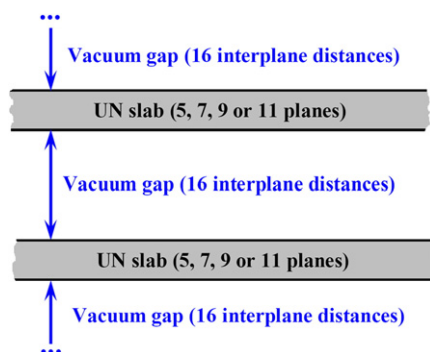 ...
Vacuum gap (16 interplane distances)
UN slab (5, 7, 9 or 11 planes)
Vacuum gap (16 interplane distances)
UN slab (5, 7, 9 or 11 planes)
Vacuum gap (16 interplane distances)
...